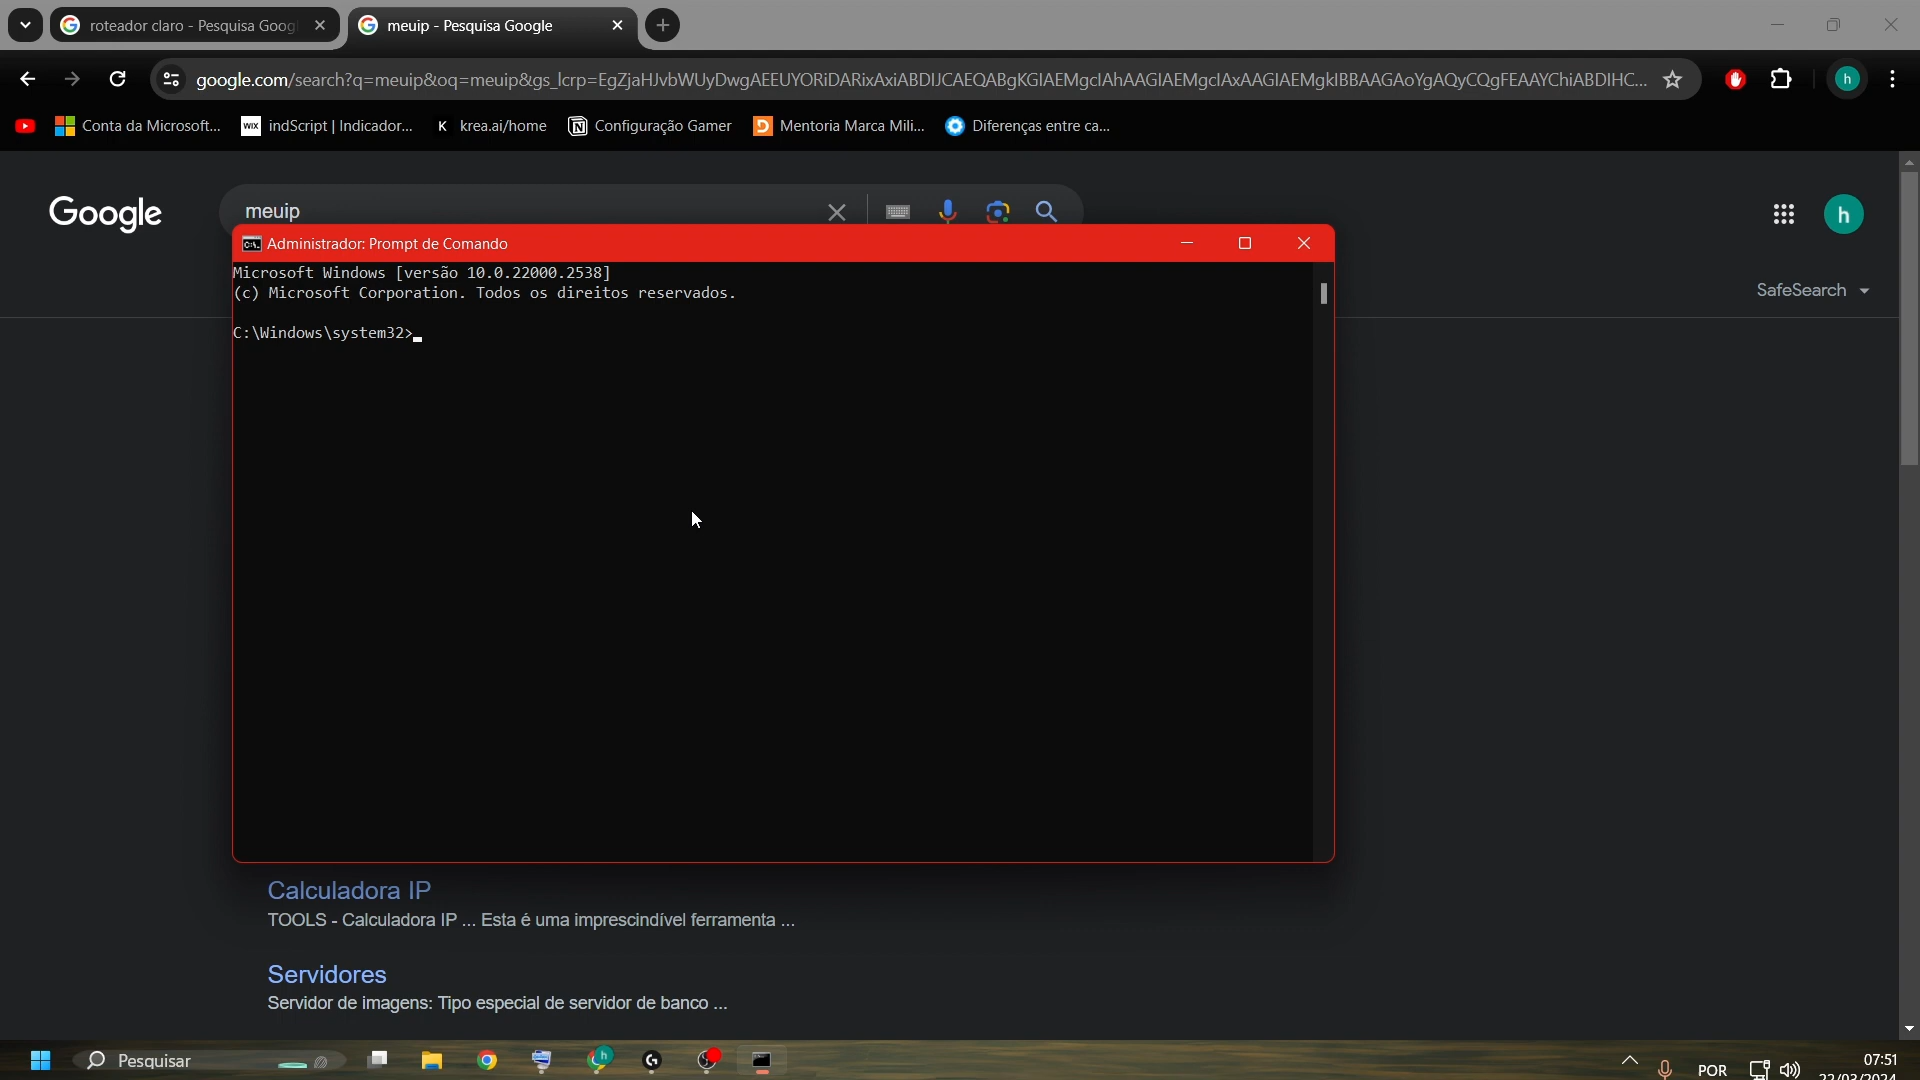 roteador claro - Pesquisa Goog
meuip - Pesquisa Google
google.com/search?q=meuip&oq=meuip&gs_lcrp=EgZjaHJvbWUyDwgAEEUYORiDARixAxiABDIJCAEQABgKGIAEMgcIAhAAGIAEMgcIAxAAGIAEMgkIBBAAGAoYgAQyCQgFEAAYChiABDIHC...
Conta da Microsoft...
WIX indScript | Indicador...
K krea.ai/home
Configuração Gamer
Mentoria Marca Mili...
Diferenças entre ca...
Google
meuip
h
SafeSearch
Administrador: Prompt de Comando
Microsoft Windows [versão 10.0.22000.2538]
(c) Microsoft Corporation. Todos os direitos reservados.
C:\Windows\system32>
Calculadora IP
TOOLS - Calculadora IP ... Esta é uma imprescindível ferramenta ...
Servidores
Servidor de imagens: Tipo especial de servidor de banco ...
Pesquisar
POR
07:51
22/03/2024